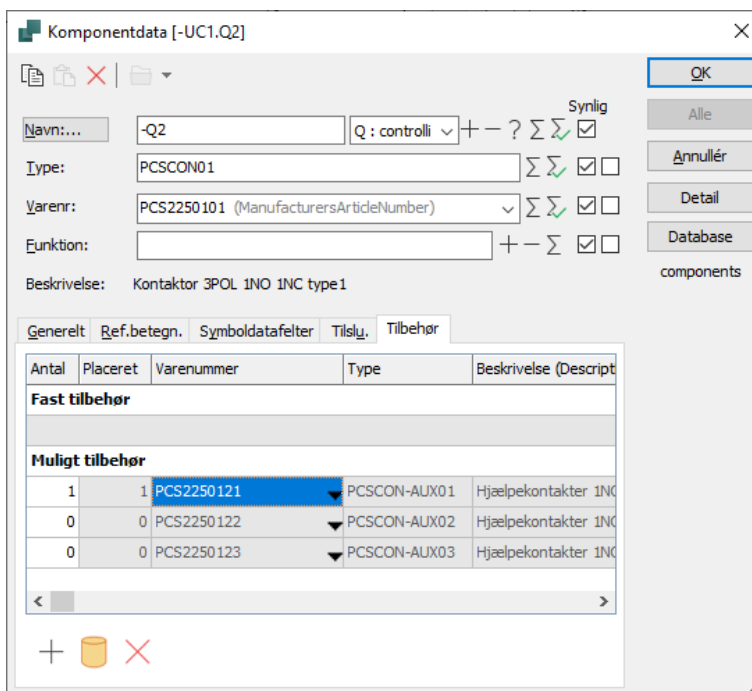 Komponentdata [-UC1.Q2]
OK
Synlig
Alle
Navn:...
-Q2
Q : controlli
Type:
PCSCON01
Annullér
Varenr:
PCS2250101 (ManufacturersArticleNumber)
Detail
Funktion:
Database
Beskrivelse: Kontaktor 3POL 1NO 1NC type1
components
Generelt Ref.betegn. Symboldatafelter Tilslu. Tilbehør
Antal Placeret Varenummer Type Beskrivelse (Descripti
Fast tilbehør
Muligt tilbehør
1 1 PCS2250121 PCSCON-AUX01 Hjælpekontakter 1NO
0 0 PCS2250122 PCSCON-AUX02 Hjælpekontakter 1NO
0 0 PCS2250123 PCSCON-AUX03 Hjælpekontakter 1NO